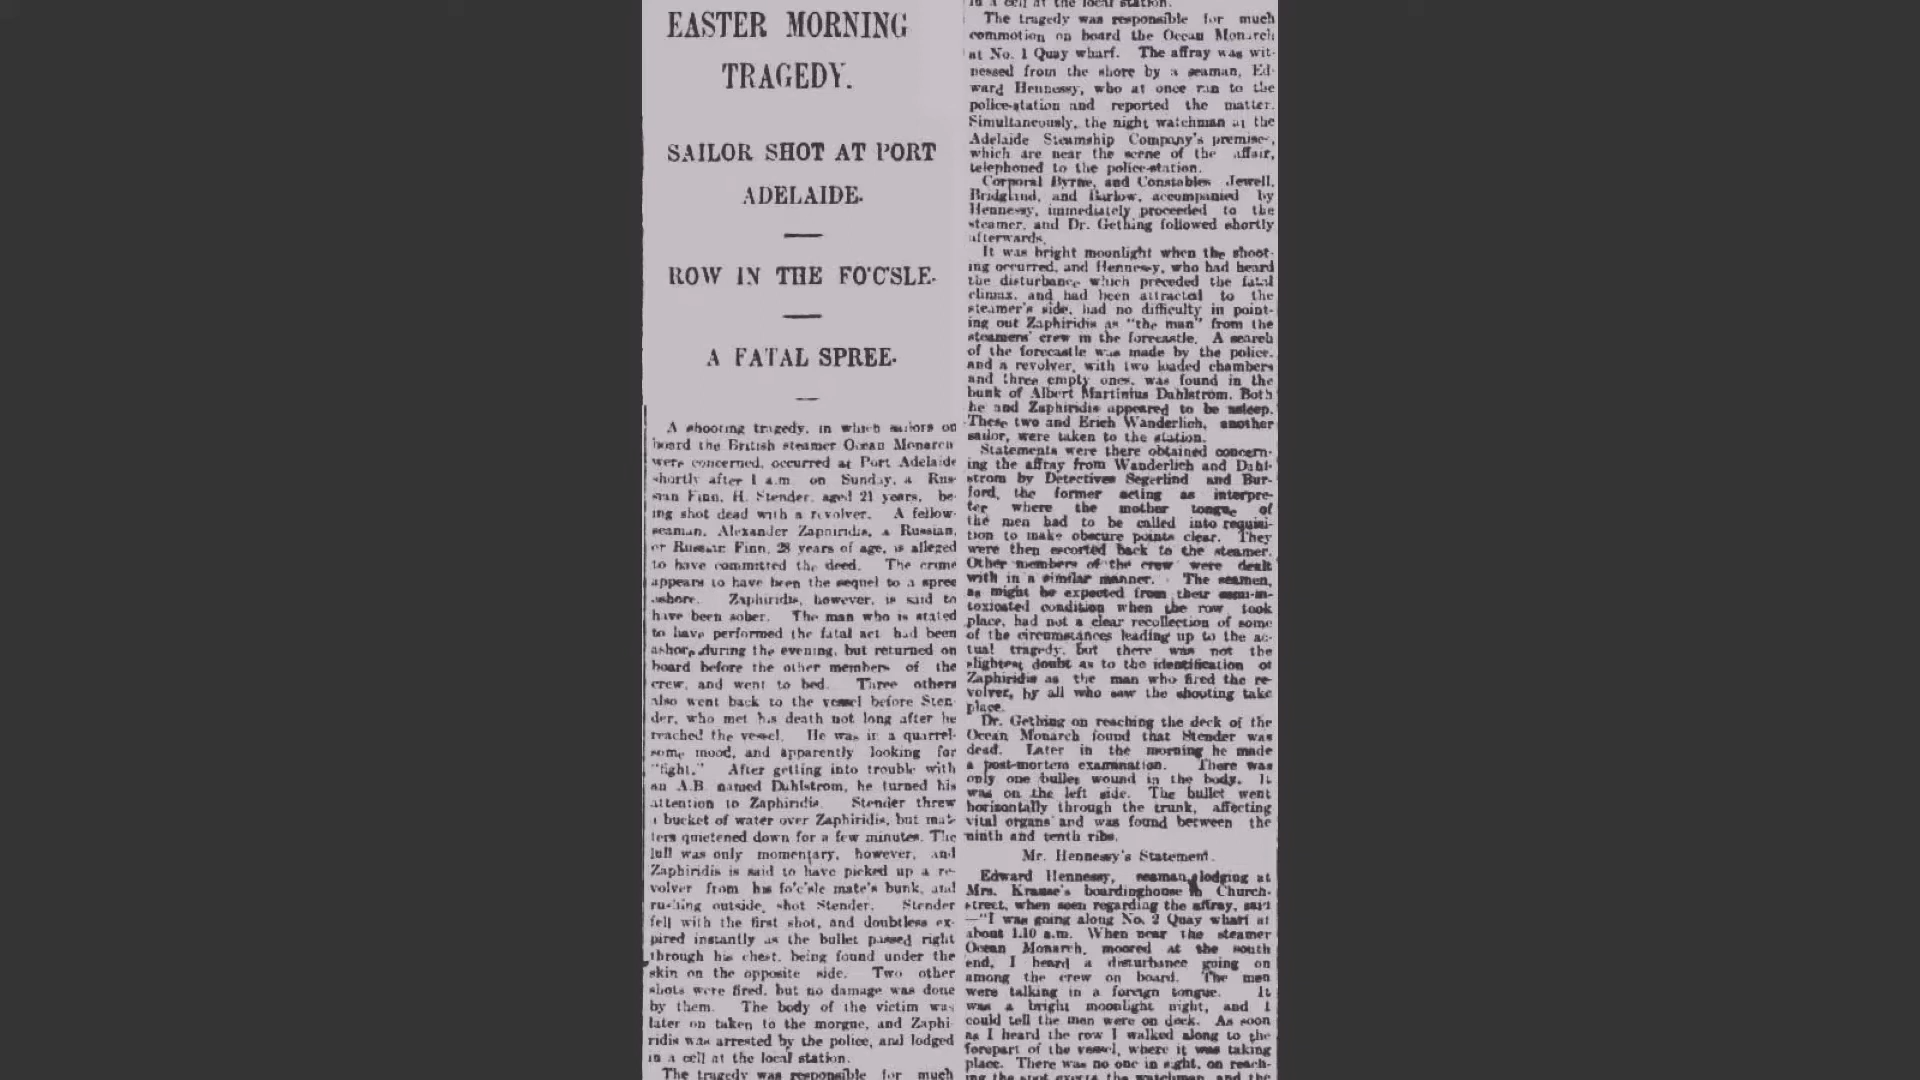 EASTER MORNING
TRAGEDY.
SAILOR SHOT AT PORT
ADELAIDE.
ROW IN THE FO'C'SLE.
A FATAL SPREE.
A shooting tragedy, in which sailors on
board the British steamer Ocean Monarch
were concerned, occurred at Port Adelaide
shortly after 1 a.m. on Sunday, a Rus-
sian Finn, H. Stender, aged 21 years, be-
ing shot dead with a revolver. A fellow-
seaman, Alexander Zaphiridis, a Russian,
or Russian Finn, 28 years of age, is alleged
to have committed the deed. The crime
appears to have been the sequel to a spree
ashore. Zaphiridis, however, is said to
have been sober. The man who is stated
to have performed the fatal act had been
ashore during the evening, but returned on
board before the other members of the
crew, and went to bed. Three others
also went back to the vessel before Sten-
der, who met his death not long after he
reached the vessel. He was in a quarrel-
some mood, and apparently looking for
"fight." After getting into trouble with
an A.B. named Dahlstrom, he turned his
attention to Zaphiridis. Stender threw
a bucket of water over Zaphiridis, but mat-
ters quietened down for a few minutes. The
lull was only momentary, however, and
Zaphiridis is said to have picked up a re-
volver from his fo'c'sle mate's bunk, and
rushing outside, shot Stender. Stender
fell with the first shot, and doubtless ex-
pired instantly as the bullet passed right
through his chest, being found under the
skin on the opposite side. Two other
shots were fired, but no damage was done
by them. The body of the victim was
later on taken to the morgue, and Zaphi-
ridis was arrested by the police, and lodged
in a cell at the local station.
The tragedy was responsible for much
in a cell at the local station.
The tragedy was responsible for much
commotion on board the Ocean Monarch
at No. 1 Quay wharf. The affray was wit-
nessed from the shore by a seaman, Ed-
ward Hennessy, who at once ran to the
police-station and reported the matter.
Simultaneously, the night watchman at the
Adelaide Steamship Company's premises,
which are near the scene of the affair,
telephoned to the police-station.
Corporal Byrne, and Constables Jewell,
Bridgland, and Barlow, accompanied by
Hennessy, immediately proceeded to the
steamer, and Dr. Gething followed shortly
afterwards.
It was bright moonlight when the shoot-
ing occurred, and Hennessy, who had heard
the disturbance which preceded the fatal
climax, and had been attracted to the
steamer's side, had no difficulty in point-
ing out Zaphiridis as "the man" from the
steamers' crew in the forecastle. A search
of the forecastle was made by the police,
and a revolver, with two loaded chambers
and three empty ones, was found in the
bunk of Albert Martinius Dahlstrom. Both
he and Zaphiridis appeared to be asleep.
These two and Erich Wanderlich, another
sailor, were taken to the station.
Statements were there obtained concern-
ing the affray from Wanderlich and Dahl-
strom by Detectives Segerlind and Bur-
ford, the former acting as interpre-
ter where the mother tongue of
the men had to be called into requisi-
tion to make obscure points clear. They
were then escorted back to the steamer.
Other members of the crew were dealt
with in a similar manner. The seamen,
as might be expected from their semi-in-
toxicated condition when the row took
place, had not a clear recollection of some
of the circumstances leading up to the ac-
tual tragedy, but there was not the
slightest doubt as to the identification of
Zaphiridis as the man who fired the re-
volver, by all who saw the shooting take
place.
Dr. Gething on reaching the deck of the
Ocean Monarch found that Stender was
dead. Later in the morning he made
a post-mortem examination. There was
only one bullet wound in the body. It
was on the left side. The bullet went
horizontally through the trunk, affecting
vital organs and was found between the
ninth and tenth ribs.
Mr. Hennessy's Statement.
Edward Hennessy, seaman, lodging at
Mrs. Krause's boardinghouse in Church-
street, when seen regarding the affray, said
—"I was going along No. 2 Quay wharf at
about 1.10 a.m. When near the steamer
Ocean Monarch, moored at the south
end, I heard a disturbance going on
among the crew on board. The men
were talking in a foreign tongue. It
was a bright moonlight night, and I
could tell the men were on deck. As soon
as I heard the row I walked along to the
forepart of the vessel, where it was taking
place. There was no one in sight, on reach-
ing the spot except the watchman, and the